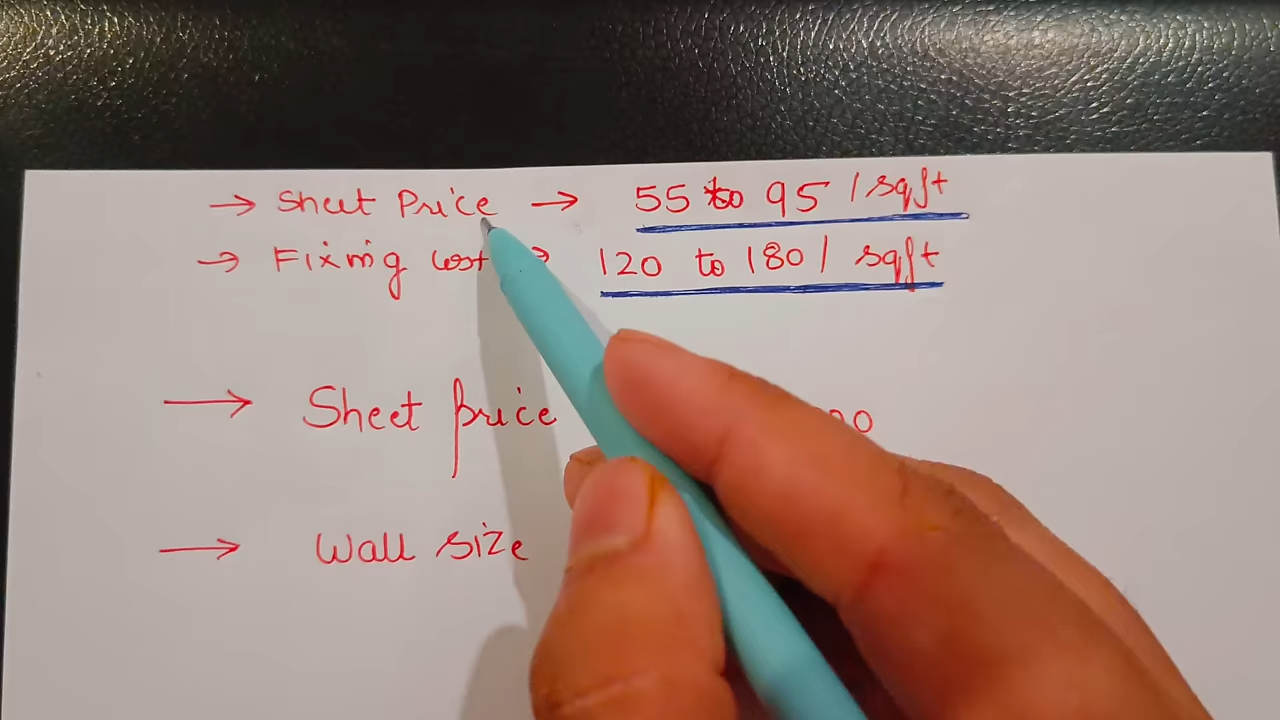 → Sheet Price → 55 to 95 / sqft
→ Fixing cost → 120 to 180 / sqft
→ Sheet price
→ Wall size